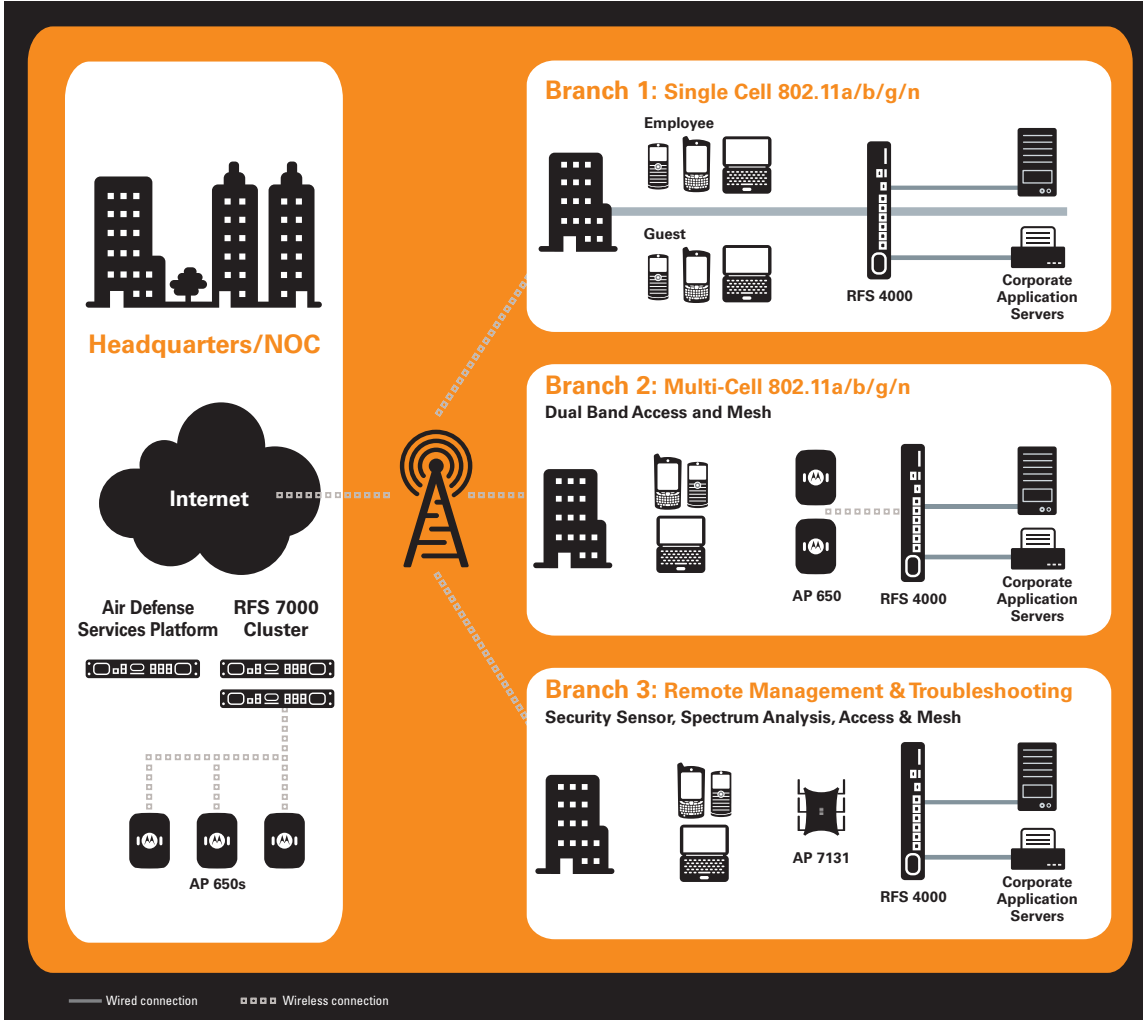 Headquarters/NOC
Internet
Air Defense
Services Platform
RFS 7000
Cluster
AP 650s
Branch 1: Single Cell 802.11a/b/g/n
Employee
Guest
RFS 4000
Corporate
Application
Servers
Branch 2: Multi-Cell 802.11a/b/g/n
Dual Band Access and Mesh
AP 650
RFS 4000
Corporate
Application
Servers
Branch 3: Remote Management & Troubleshooting
Security Sensor, Spectrum Analysis, Access & Mesh
AP 7131
RFS 4000
Corporate
Application
Servers
Wired connection
Wireless connection